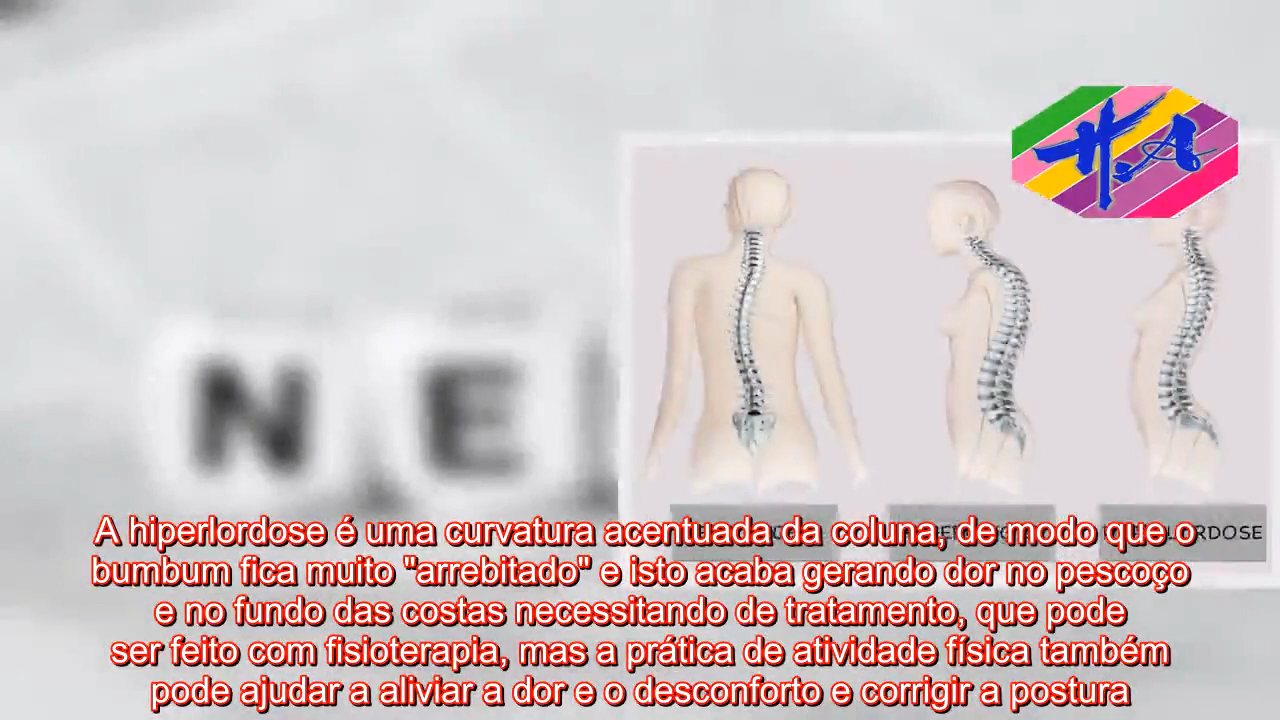 H.A
N E
A hiperlordose é uma curvatura acentuada da coluna, de modo que o
bumbum fica muito "arrebitado" e isto acaba gerando dor no pescoço
e no fundo das costas necessitando de tratamento, que pode
ser feito com fisioterapia, mas a prática de atividade física também
pode ajudar a aliviar a dor e o desconforto e corrigir a postura